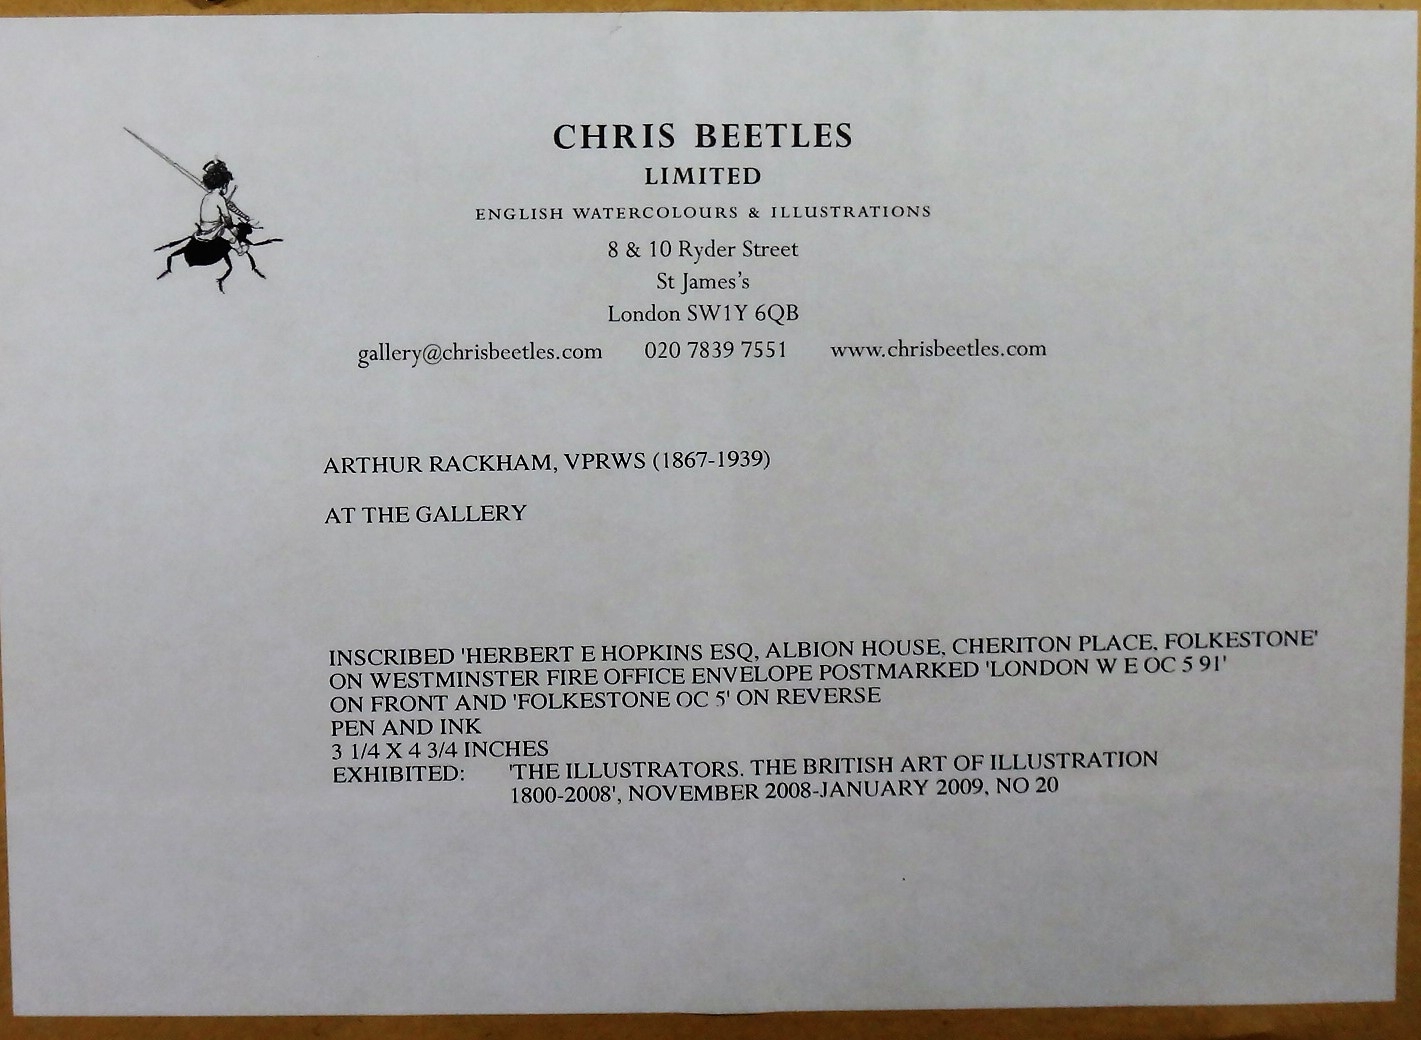 CHRIS BEETLES
LIMITED
ENGLISH WATERCOLOURS & ILLUSTRATIONS
8 & 10 Ryder Street
St James's
London SW1Y 6QB
gallery@chrisbeetles.com 020 7839 7551 www.chrisbeetles.com
ARTHUR RACKHAM, VPRWS (1867-1939)
AT THE GALLERY
INSCRIBED 'HERBERT E HOPKINS ESQ, ALBION HOUSE, CHERITON PLACE, FOLKESTONE'
ON WESTMINSTER FIRE OFFICE ENVELOPE POSTMARKED 'LONDON W E OC 5 91'
ON FRONT AND 'FOLKESTONE OC 5' ON REVERSE
PEN AND INK
3 1/4 X 4 3/4 INCHES
EXHIBITED: 'THE ILLUSTRATORS. THE BRITISH ART OF ILLUSTRATION
1800-2008', NOVEMBER 2008-JANUARY 2009, NO 20